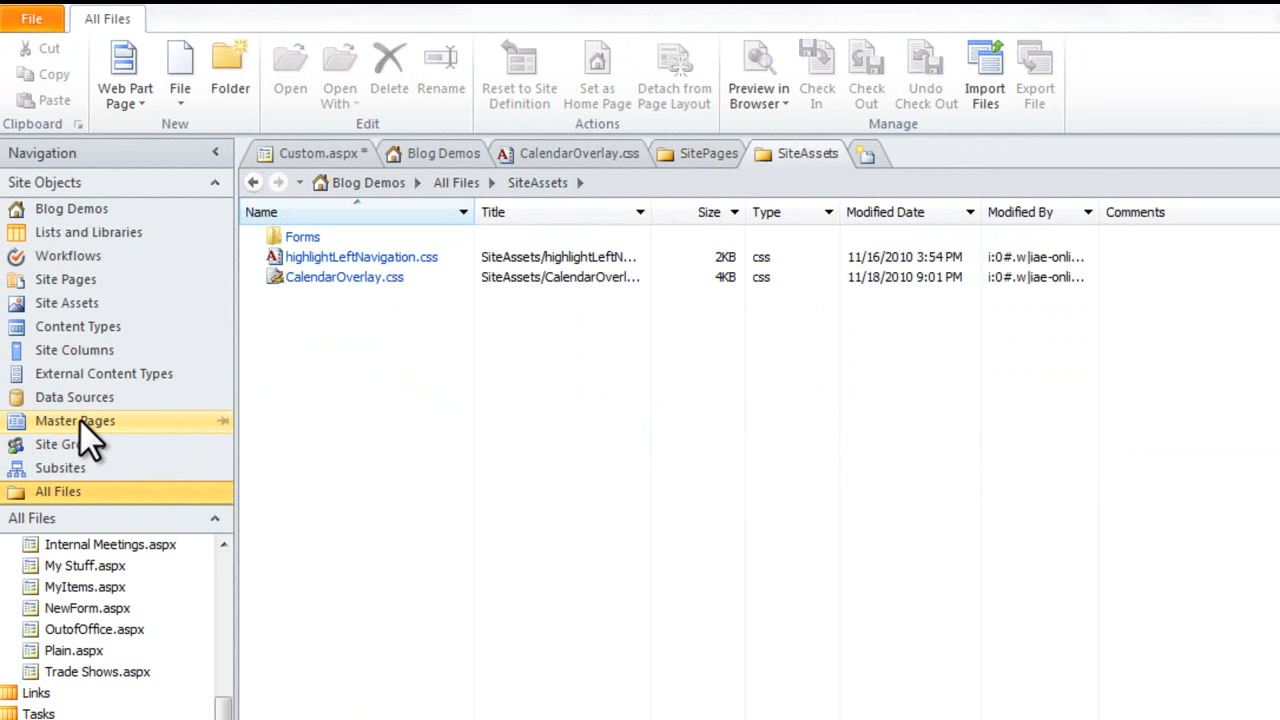 File
All Files
Cut
Copy
Paste
Clipboard
Web Part Page
File
Folder
New
Open
Open With
Delete
Rename
Edit
Reset to Site Definition
Set as Home Page
Detach from Page Layout
Actions
Preview in Browser
Check In
Check Out
Undo Check Out
Import Files
Export File
Manage
Navigation
Custom.aspx *
Blog Demos
CalendarOverlay.css
SitePages
SiteAssets
Site Objects
Blog Demos
All Files
SiteAssets
Name
Title
Size
Type
Modified Date
Modified By
Comments
Forms
highlightLeftNavigation.css SiteAssets/highlightLeftN... 2KB css 11/16/2010 3:54 PM i:0#.w|iae-onli...
CalendarOverlay.css SiteAssets/CalendarOverl... 4KB css 11/18/2010 9:01 PM i:0#.w|iae-onli...
Blog Demos
Lists and Libraries
Workflows
Site Pages
Site Assets
Content Types
Site Columns
External Content Types
Data Sources
Master Pages
Site Gr
Subsites
All Files
All Files
Internal Meetings.aspx
My Stuff.aspx
MyItems.aspx
NewForm.aspx
OutofOffice.aspx
Plain.aspx
Trade Shows.aspx
Links
Tasks